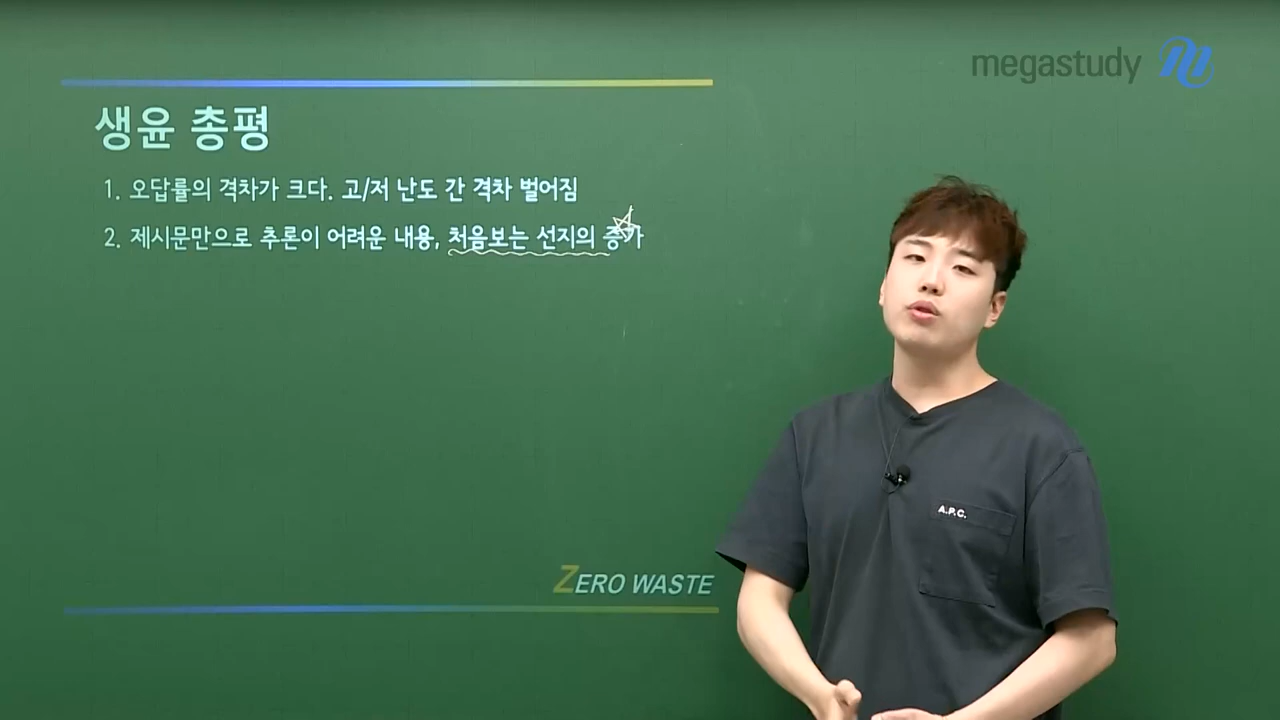 megastudy
생윤 총평
1. 오답률의 격차가 크다. 고/저 난도 간 격차 벌어짐
2. 제시문만으로 추론이 어려운 내용, 처음보는 선지의 증가
ZERO WASTE
A.P.C.